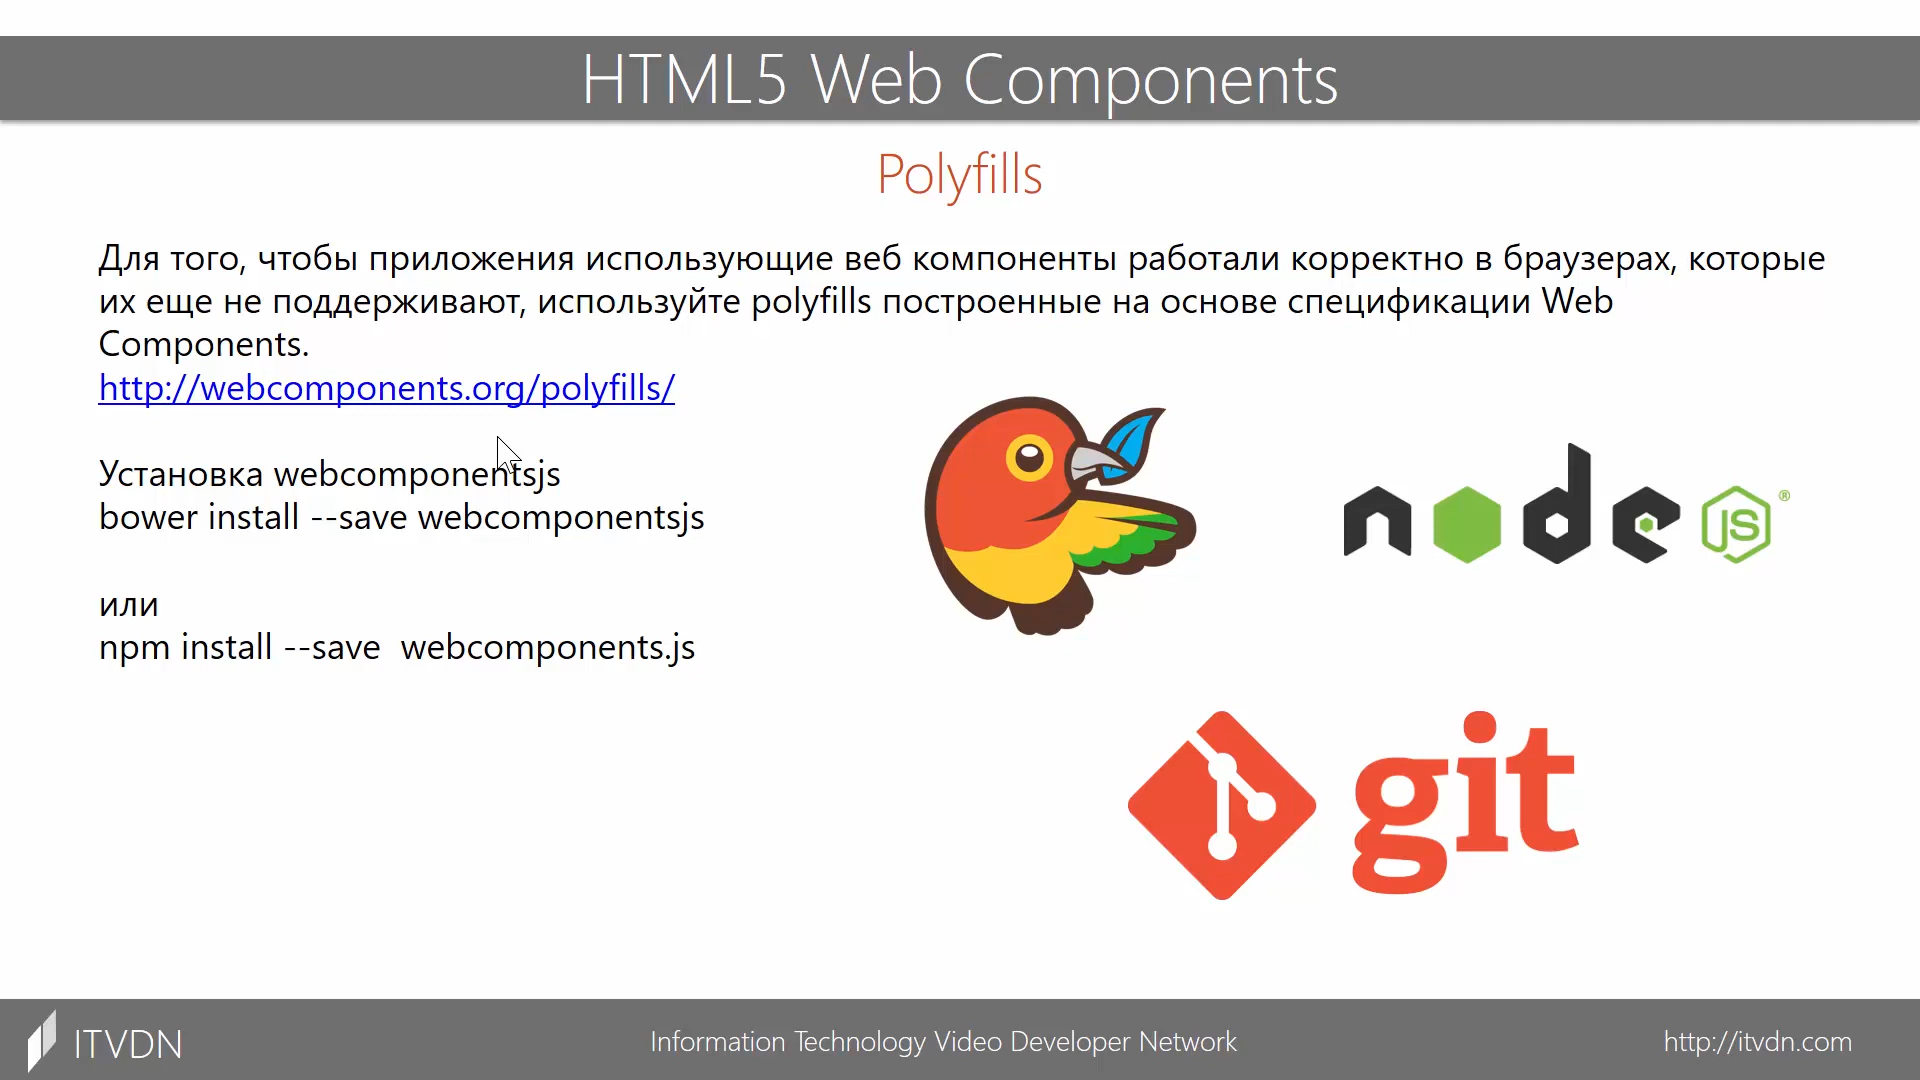 HTML5 Web Components
Polyfills
Для того, чтобы приложения использующие веб компоненты работали корректно в браузерах, которые
их еще не поддерживают, используйте polyfills построенные на основе спецификации Web
Components.
http://webcomponents.org/polyfills/
Установка webcomponentsjs
bower install --save webcomponentsjs
или
npm install --save  webcomponents.js
node JS ®
git
ITVDN
Information Technology Video Developer Network
http://itvdn.com